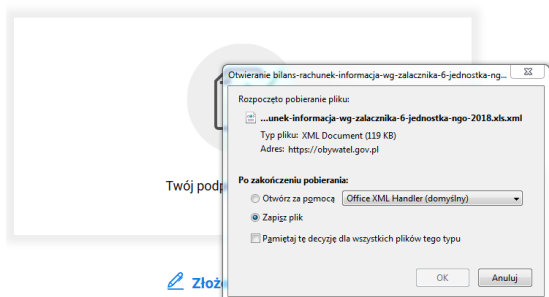 Otwieranie bilans-rachunek-informacja-wg-zalacznika-6-jednostka-ng...
Rozpoczęto pobieranie pliku:
...unek-informacja-wg-zalacznika-6-jednostka-ngo-2018.xls.xml
Typ pliku: XML Document (119 KB)
Adres: https://obywatel.gov.pl
Po zakończeniu pobierania:
Otwórz za pomocą Office XML Handler (domyślny)
Zapisz plik
Pamiętaj tę decyzję dla wszystkich plików tego typu
OK Anuluj
Twój podp
Złoże